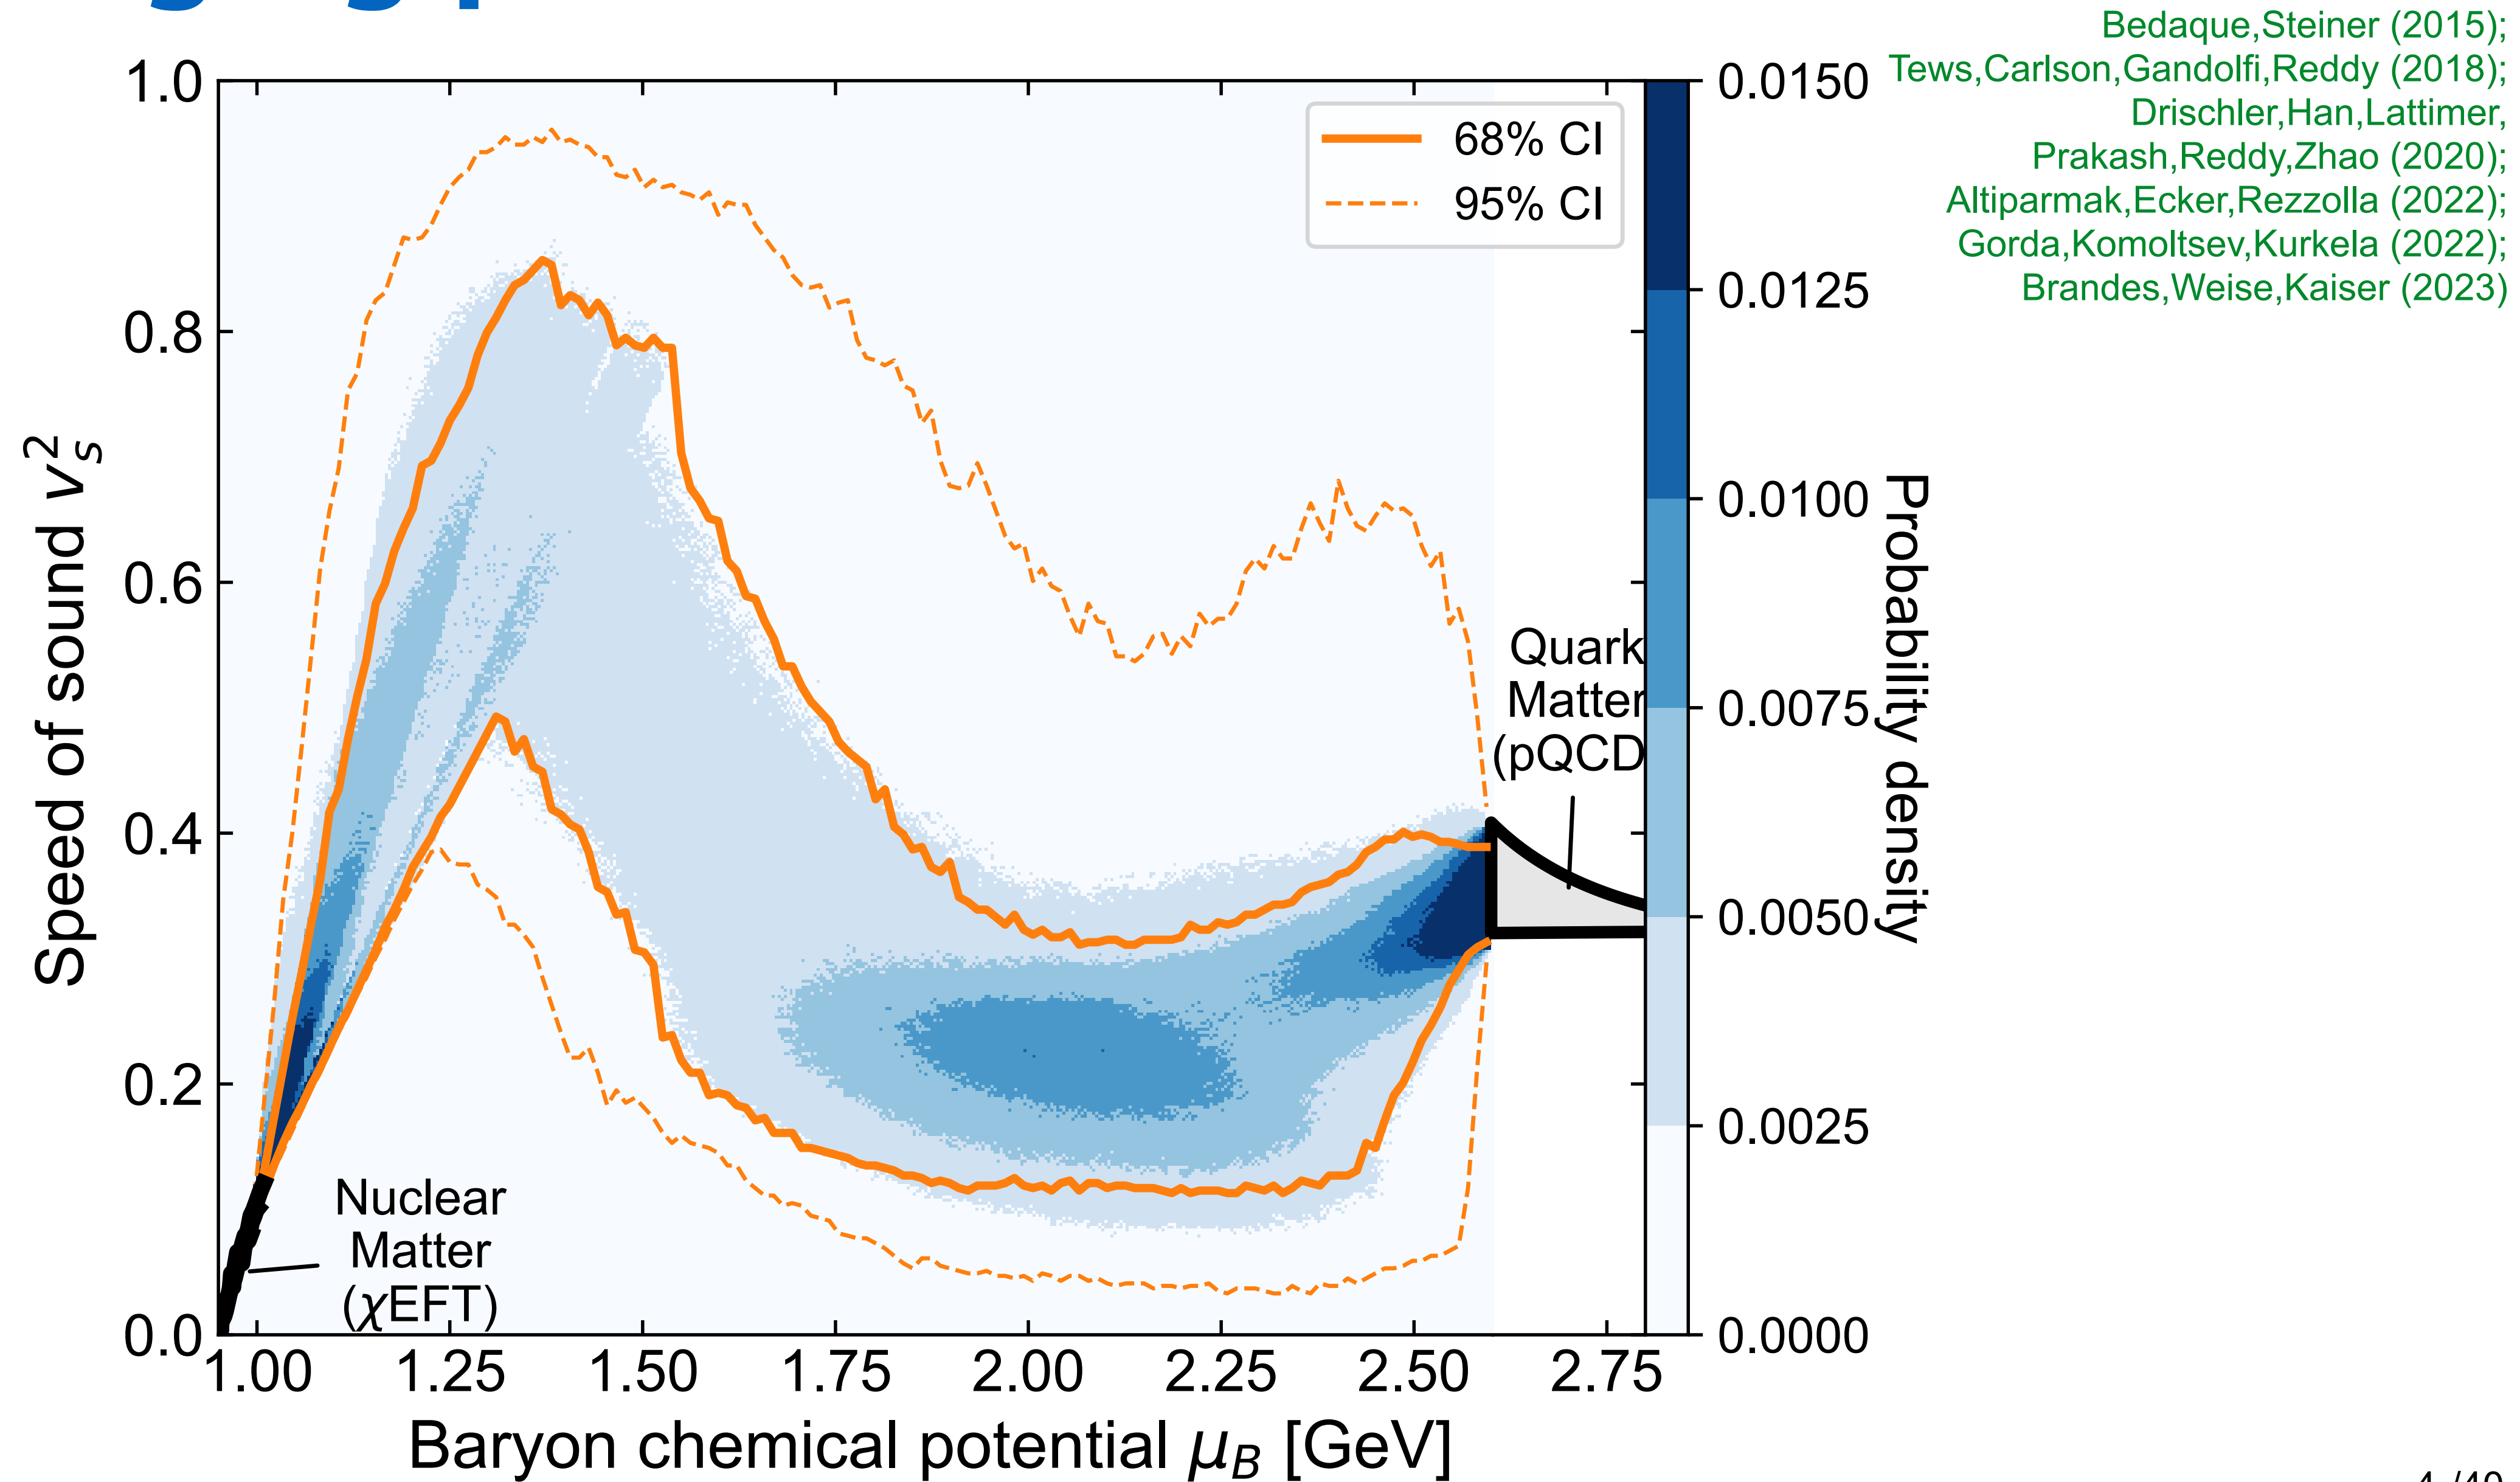 Bedaque,Steiner (2015);
Tews,Carlson,Gandolfi,Reddy (2018);
Drischler,Han,Lattimer,
Prakash,Reddy,Zhao (2020);
Altiparmak,Ecker,Rezzolla (2022);
Gorda,Komoltsev,Kurkela (2022);
Brandes,Weise,Kaiser (2023)
68% CI
95% CI
Speed of sound v_s^2
1.0
0.8
0.6
0.4
0.2
0.0
Nuclear
Matter
(χEFT)
Quark
Matter
(pQCD
0.0150
0.0125
0.0100
0.0075
0.0050
0.0025
0.0000
Probability density
1.00 1.25 1.50 1.75 2.00 2.25 2.50 2.75
Baryon chemical potential μ_B [GeV]